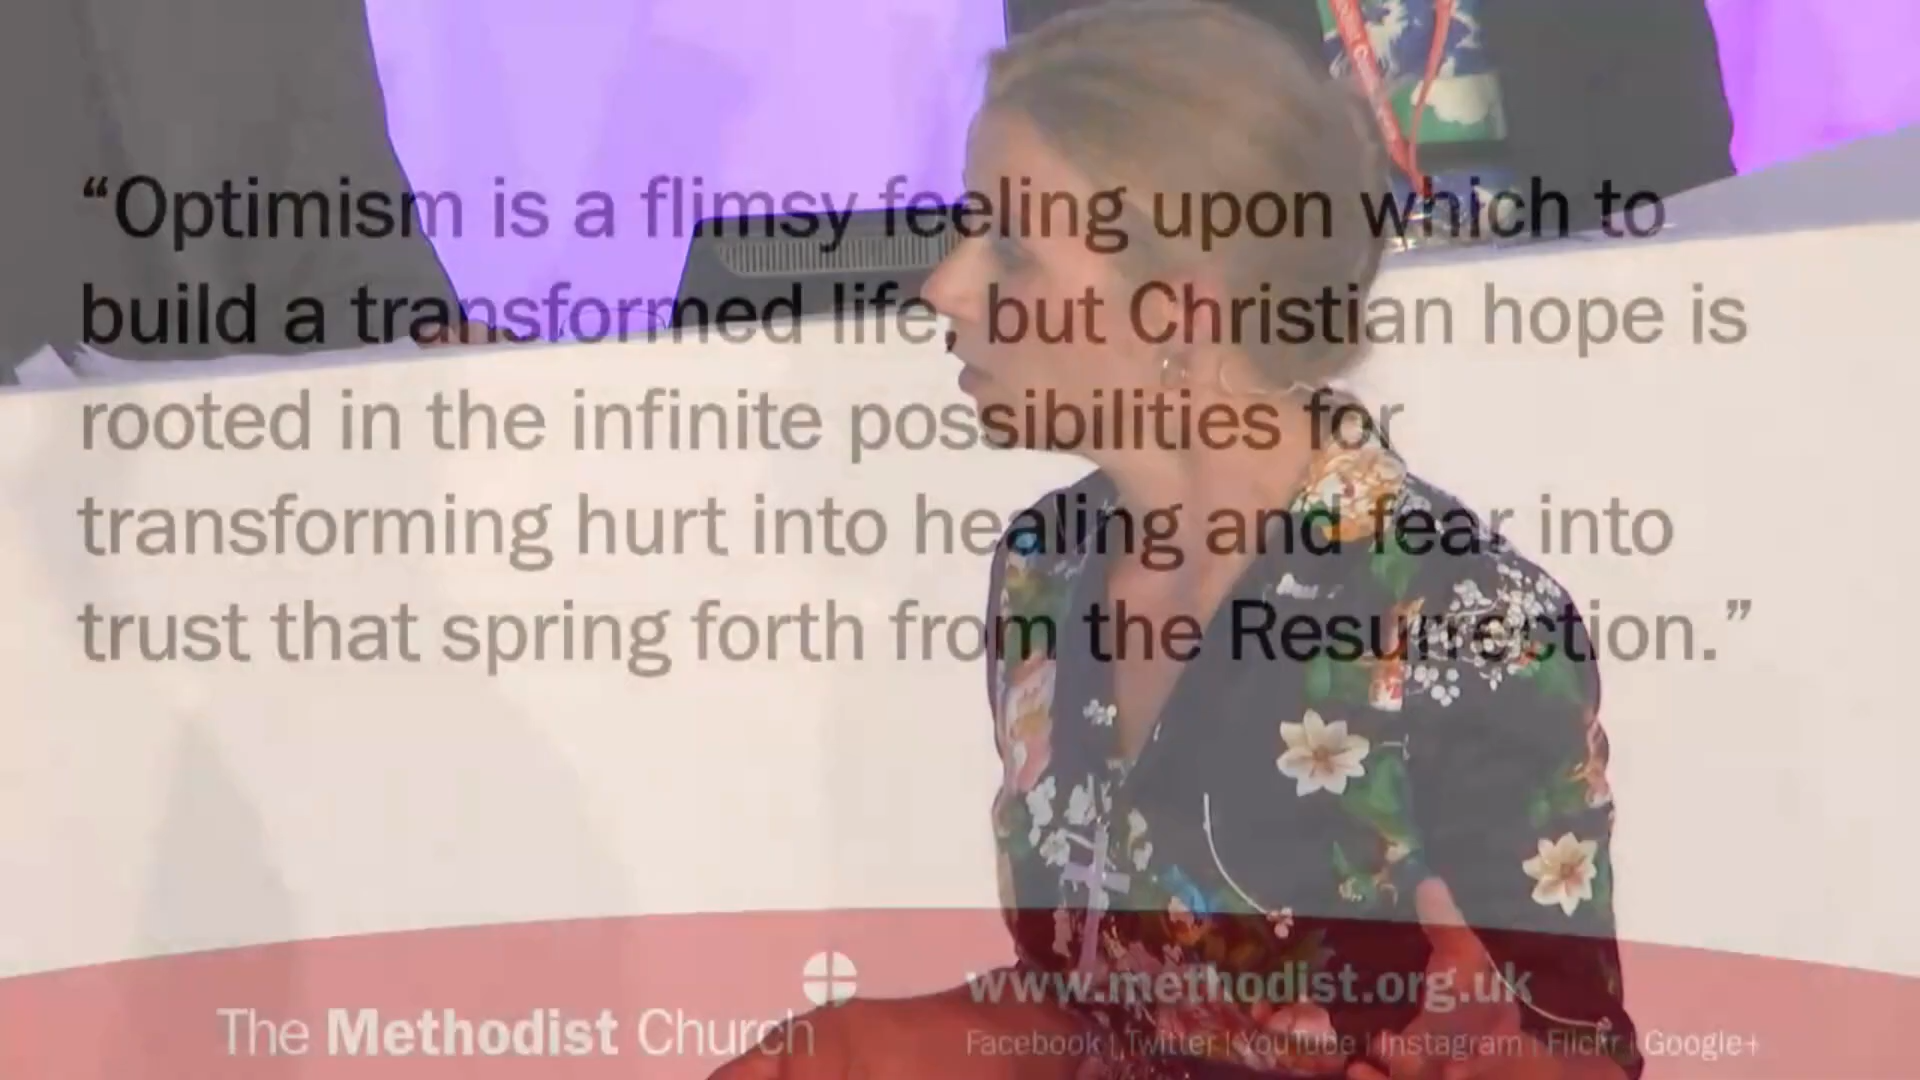 “Optimism is a flimsy feeling upon which to
build a transformed life, but Christian hope is
rooted in the infinite possibilities for
transforming hurt into healing and fear into
trust that spring forth from the Resurrection.”
The Methodist Church
www.methodist.org.uk
Facebook | Twitter | YouTube | Instagram | Flickr | Google+